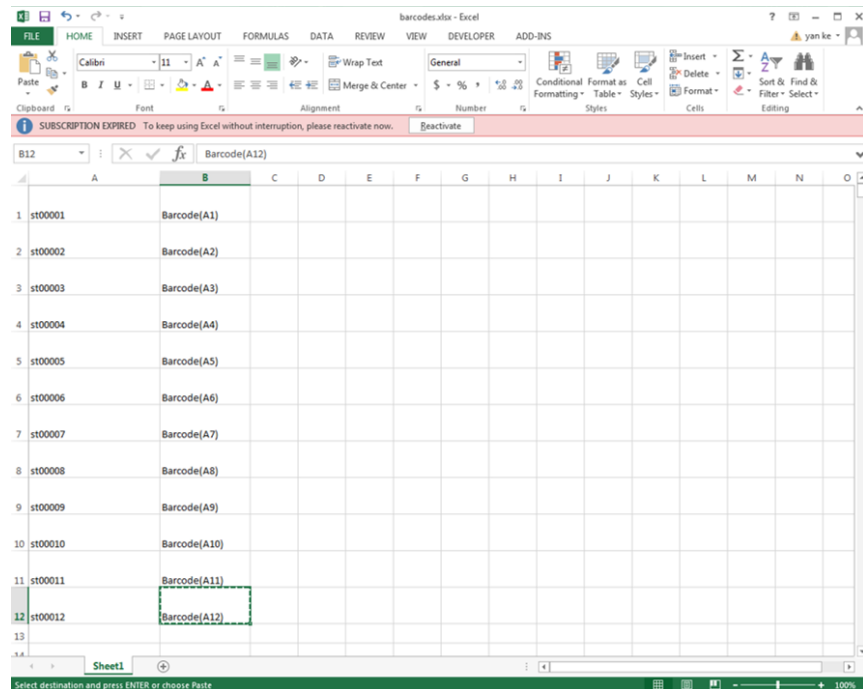 barcodes.xlsx - Excel
FILE HOME INSERT PAGE LAYOUT FORMULAS DATA REVIEW VIEW DEVELOPER ADD-INS yan ke
Paste
Calibri 11
B I U
Wrap Text
Merge & Center
General
$ % ,
Conditional Formatting
Format as Table
Cell Styles
Insert
Delete
Format
Sort & Filter
Find & Select
Clipboard Font Alignment Number Styles Cells Editing
SUBSCRIPTION EXPIRED To keep using Excel without interruption, please reactivate now. Reactivate
B12 fx Barcode(A12)
A B C D E F G H I J K L M N O
1 st00001 Barcode(A1)
2 st00002 Barcode(A2)
3 st00003 Barcode(A3)
4 st00004 Barcode(A4)
5 st00005 Barcode(A5)
6 st00006 Barcode(A6)
7 st00007 Barcode(A7)
8 st00008 Barcode(A8)
9 st00009 Barcode(A9)
10 st00010 Barcode(A10)
11 st00011 Barcode(A11)
12 st00012 Barcode(A12)
13
14
Sheet1
Select destination and press ENTER or choose Paste 100%